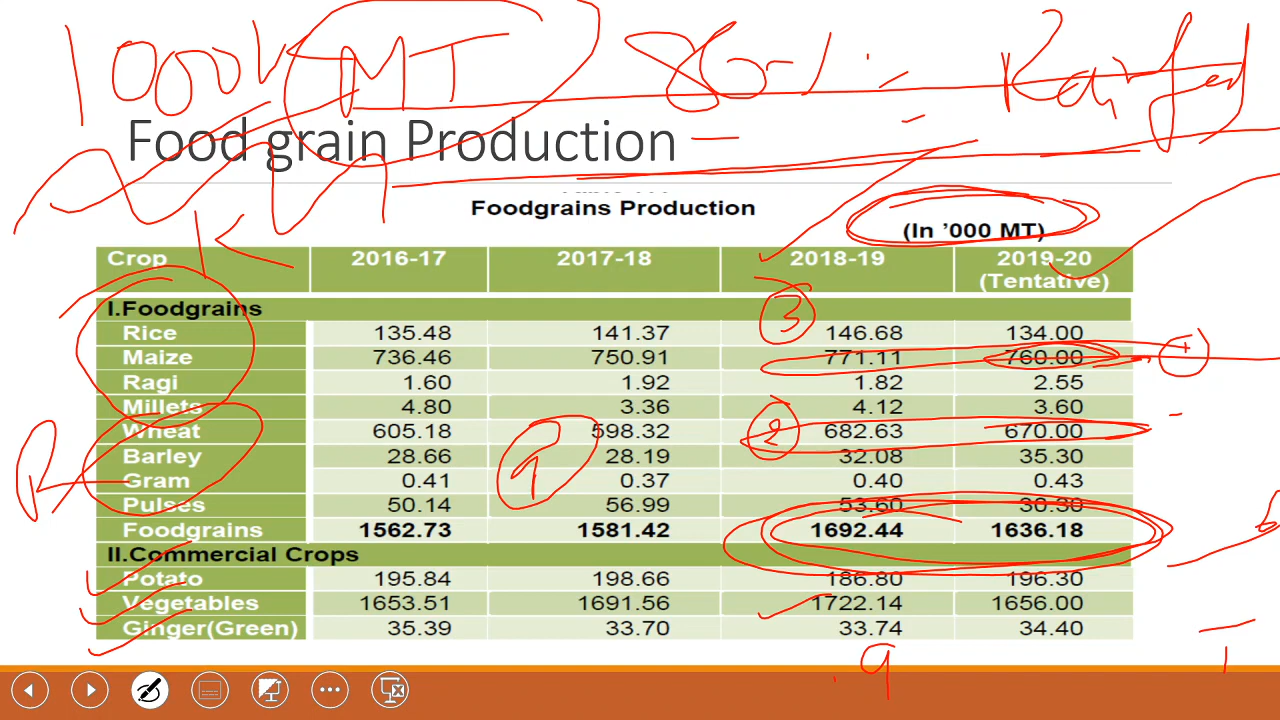 1000 MT 80% = Rainfed
Food grain Production
Foodgrains Production
(In ’000 MT)
Crop 2016-17 2017-18 2018-19 2019-20
(Tentative)
I.Foodgrains
3
Rice 135.48 141.37 146.68 134.00
Maize 736.46 750.91 771.11 760.00
Ragi 1.60 1.92 1.82 2.55
Millets 4.80 3.36 4.12 3.60
Wheat 605.18 598.32 682.63 670.00
2
Barley 28.66 28.19 32.08 35.30
Gram 0.41 0.37 0.40 0.43
Pulses 50.14 56.99 53.60 30.30
Foodgrains 1562.73 1581.42 1692.44 1636.18
II.Commercial Crops
Potato 195.84 198.66 186.80 196.30
Vegetables 1653.51 1691.56 1722.14 1656.00
Ginger(Green) 35.39 33.70 33.74 34.40